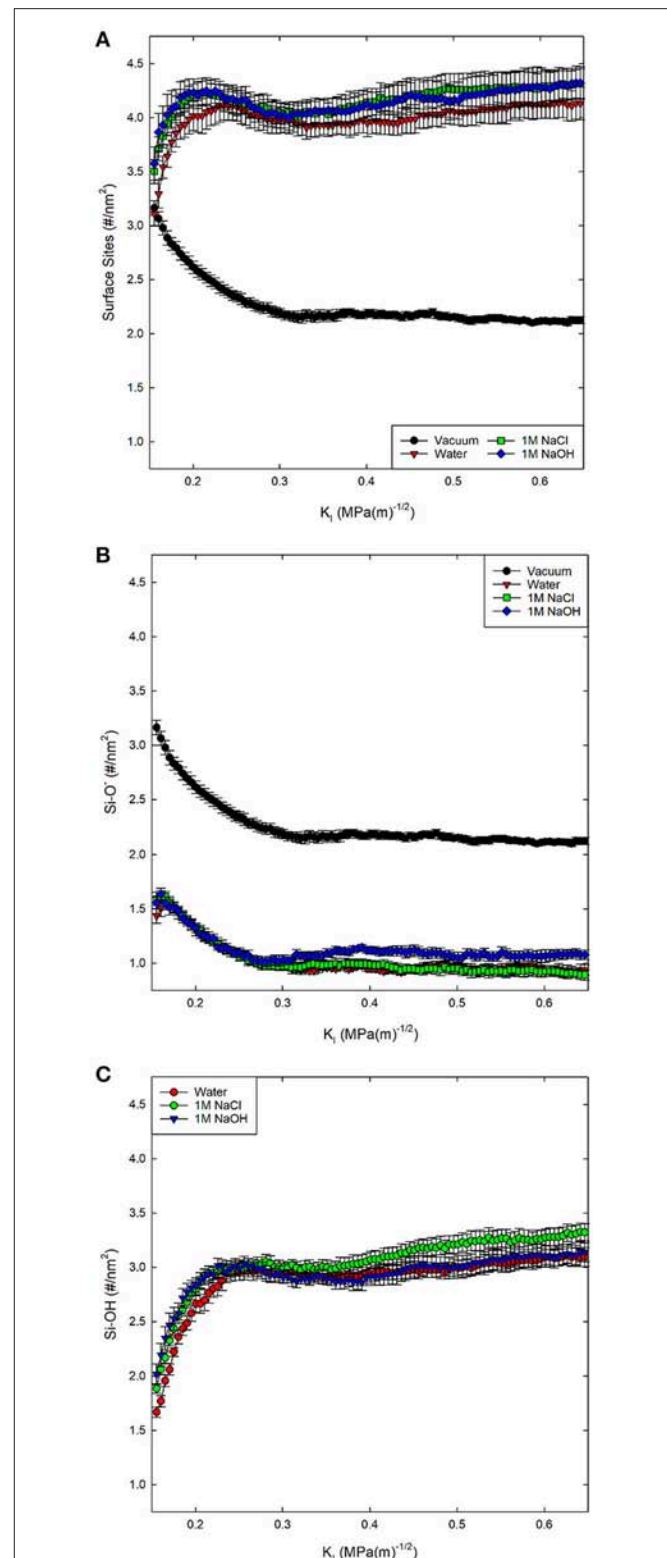 A
4.5
4.0
3.5
3.0
2.5
2.0
1.5
1.0
Surface Sites (#/nm²)
Vacuum
Water
1M NaCl
1M NaOH
0.2 0.3 0.4 0.5 0.6
K_I (MPa(m)^-1/2)
B
4.5
4.0
3.5
3.0
2.5
2.0
1.5
1.0
Si-O⁻ (#/nm²)
Vacuum
Water
1M NaCl
1M NaOH
0.2 0.3 0.4 0.5 0.6
K_I (MPa(m)^-1/2)
C
4.5
4.0
3.5
3.0
2.5
2.0
1.5
1.0
Si-OH (#/nm²)
Water
1M NaCl
1M NaOH
0.2 0.3 0.4 0.5 0.6
K_I (MPa(m)^-1/2)